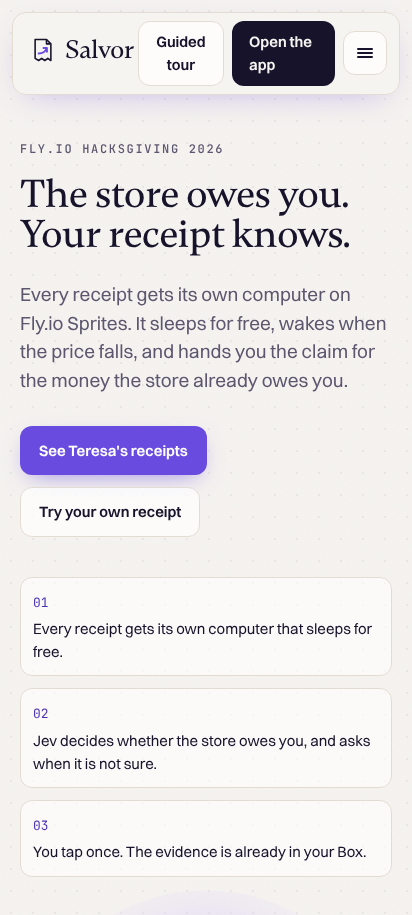 Salvor
Guided
tour
Open the
app
FLY.IO HACKSGIVING 2026
The store owes you.
Your receipt knows.
Every receipt gets its own computer on
Fly.io Sprites. It sleeps for free, wakes when
the price falls, and hands you the claim for
the money the store already owes you.
See Teresa's receipts
Try your own receipt
01
Every receipt gets its own computer that sleeps for
free.
02
Jev decides whether the store owes you, and asks
when it is not sure.
03
You tap once. The evidence is already in your Box.